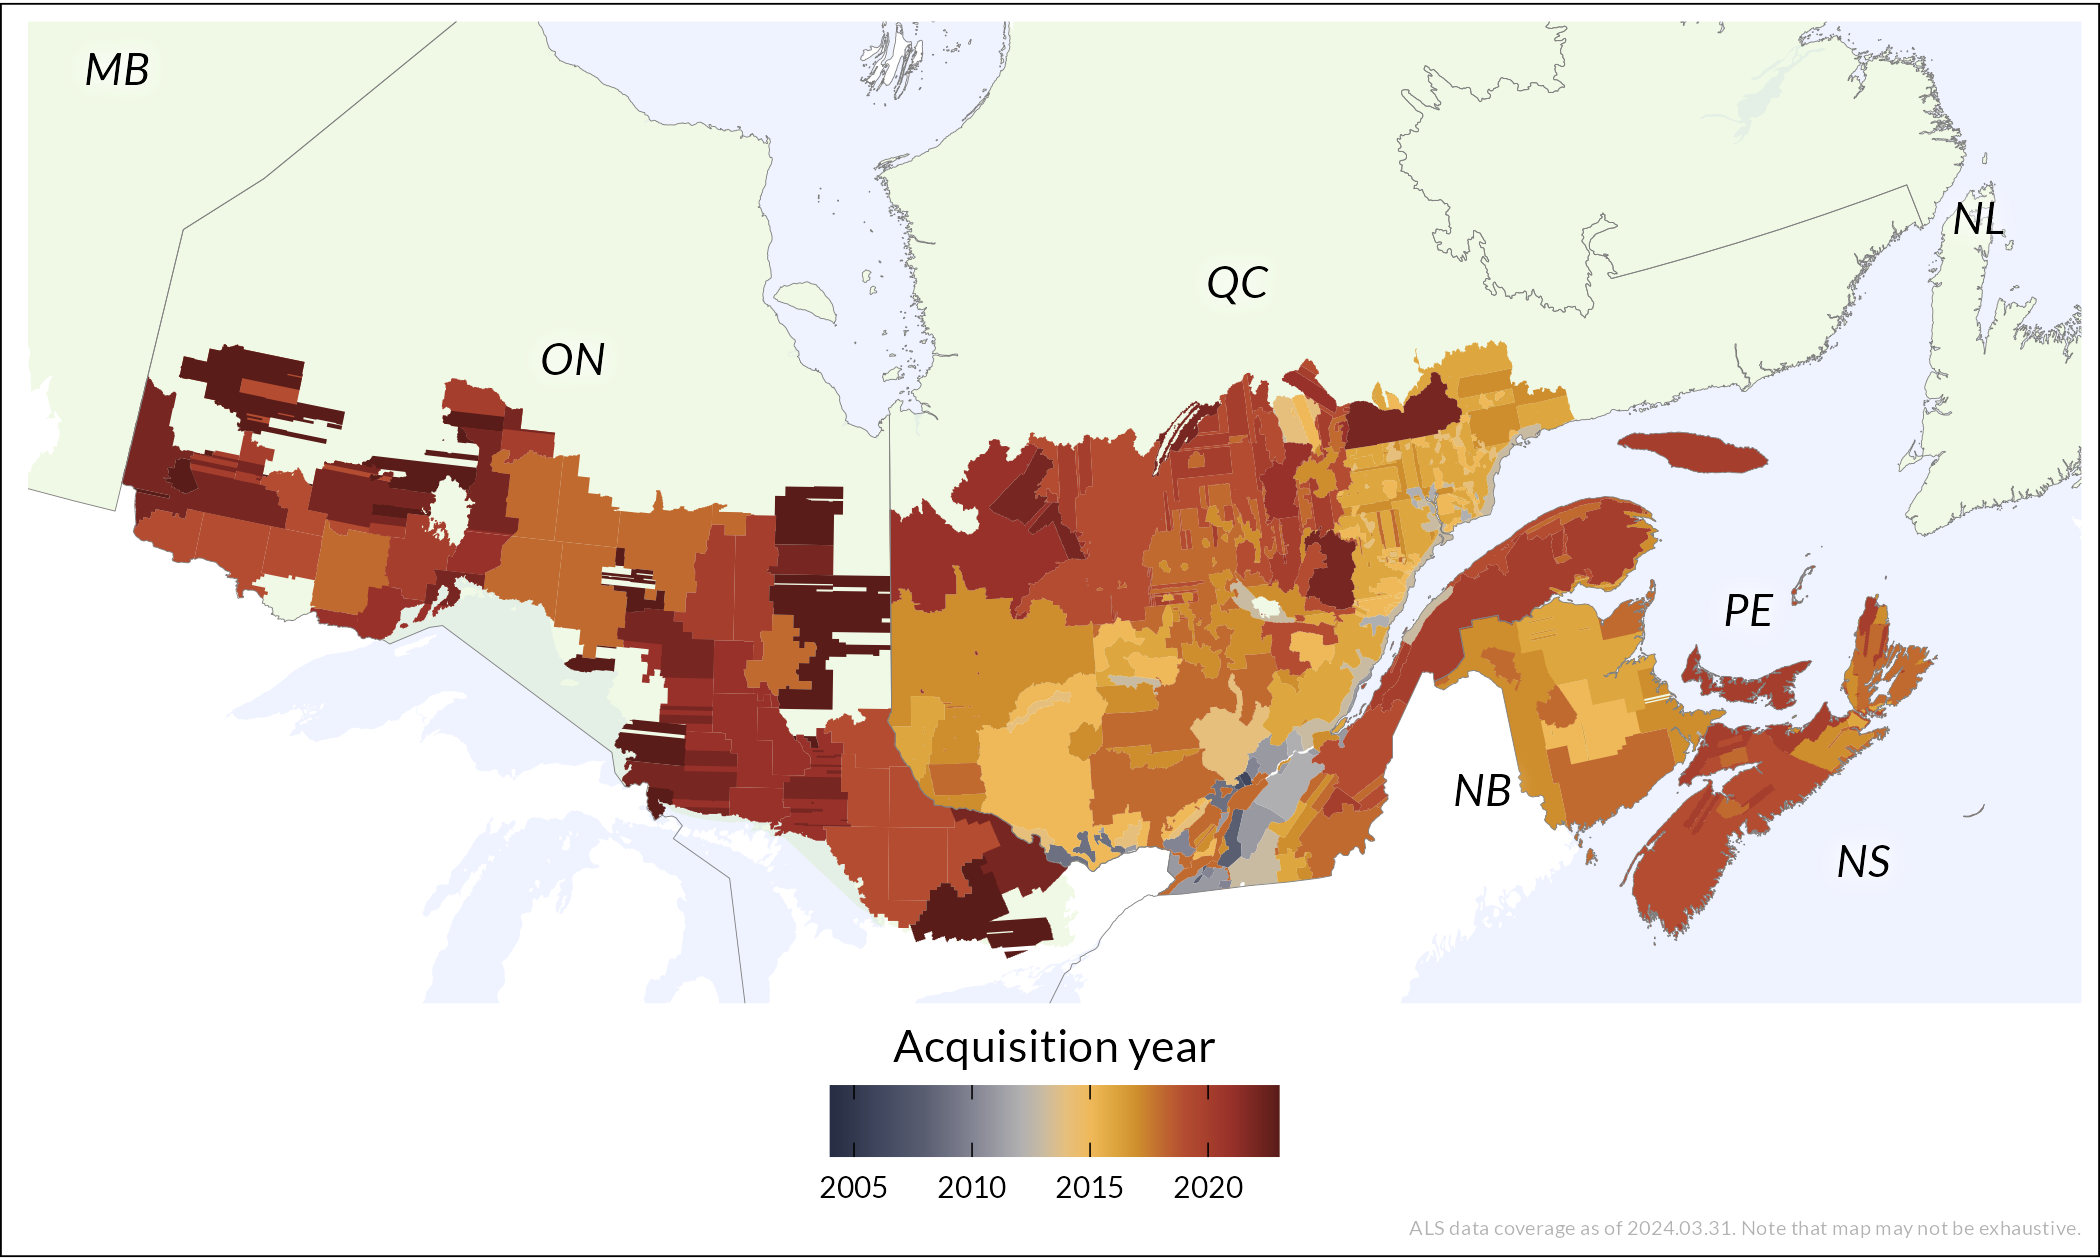 MB
NL
QC
ON
PE
NB
NS
Acquisition year
2005 2010 2015 2020
ALS data coverage as of 2024.03.31. Note that map may not be exhaustive.